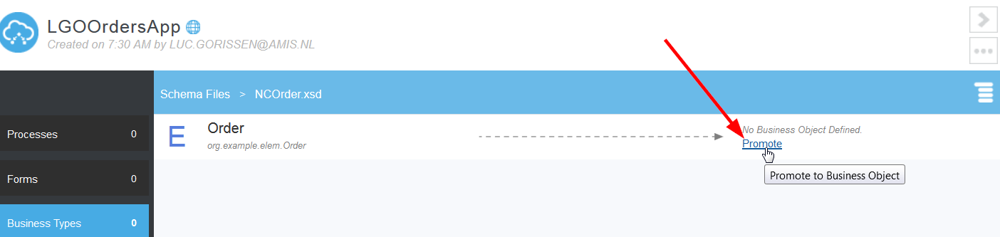 LGOOrdersApp
Created on 7:30 AM by LUC.GORISSEN@AMIS.NL
Schema Files > NCOrder.xsd
Processes 0
E Order
org.example.elem.Order
No Business Object Defined.
Promote
Promote to Business Object
Forms 0
Business Types 0